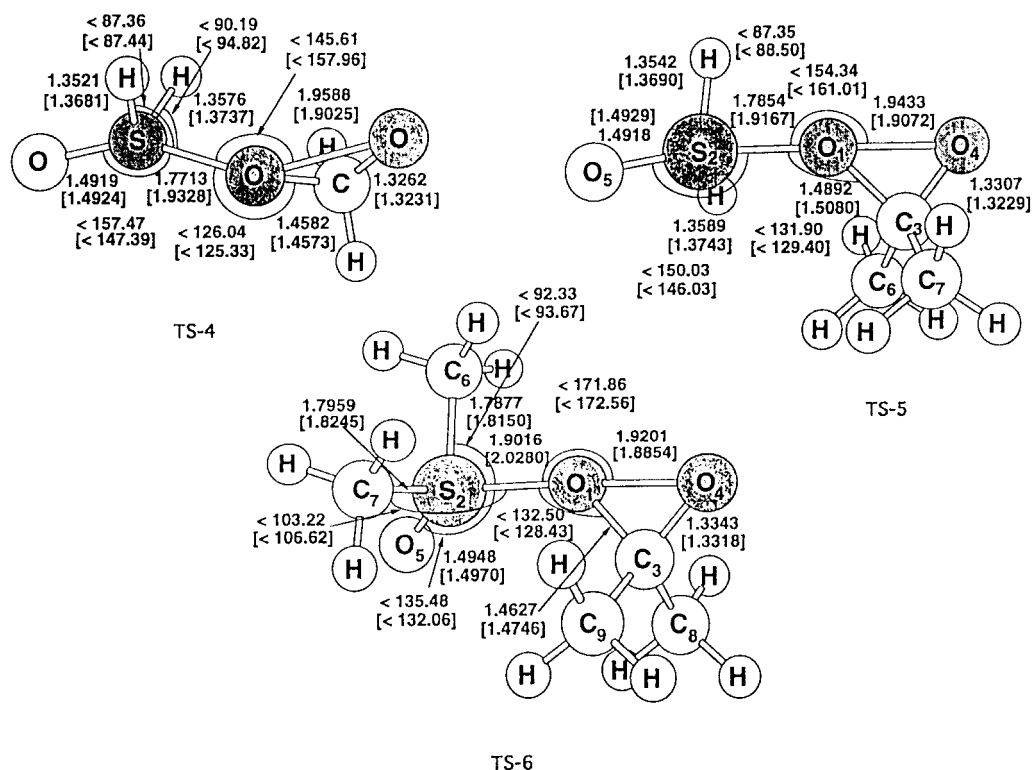 < 87.36
[< 87.44]
< 90.19
[< 94.82]
< 145.61
[< 157.96]
H
H
1.3521
[1.3681]
1.3576
[1.3737]
1.9588
[1.9025]
O
S
H
O
O
C
1.4919
[1.4924]
1.7713
[1.9328]
1.3262
[1.3231]
< 157.47
[< 147.39]
< 126.04
[< 125.33]
1.4582
[1.4573]
H
TS-4
< 87.35
[< 88.50]
H
1.3542
[1.3690]
< 154.34
[< 161.01]
1.7854
[1.9167]
1.9433
[1.9072]
[1.4929]
1.4918
O5
S2
O1
O4
H
1.4892
[1.5080]
1.3307
[1.3229]
1.3589
[1.3743]
< 131.90
[< 129.40]
C3
H
H
< 150.03
[< 146.03]
C6
C7
H
H
H
H
TS-5
< 92.33
[< 93.67]
H
H
H
C6
< 171.86
[< 172.56]
1.7959
[1.8245]
1.7877
[1.8150]
1.9016
[2.0280]
1.9201
[1.8854]
H
H
C7
S2
O1
O4
< 103.22
[< 106.62]
< 132.50
[< 128.43]
1.3343
[1.3318]
H
O5
1.4948
[1.4970]
H
C3
H
< 135.48
[< 132.06]
1.4627
[1.4746]
C9
C8
H
H
H
H
TS-6